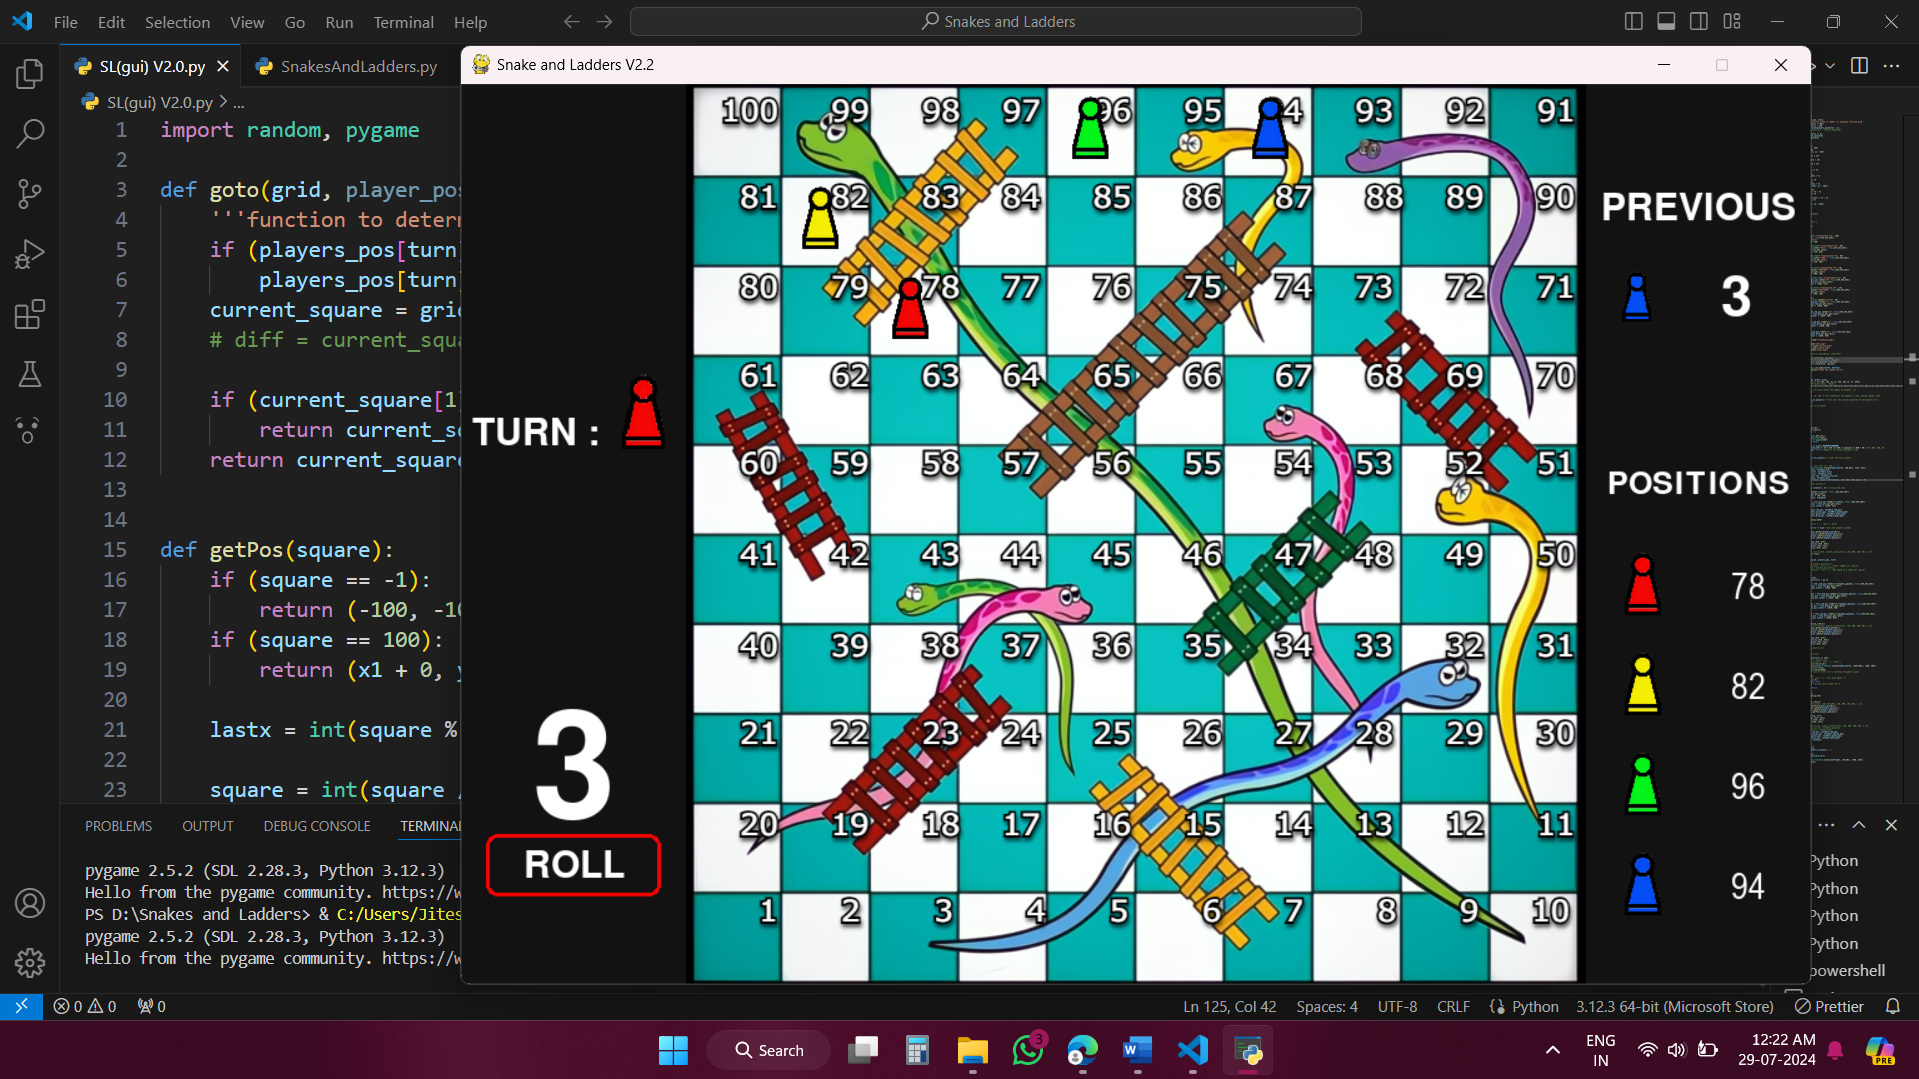 File Edit Selection View Go Run Terminal Help
Snakes and Ladders
SL(gui) V2.0.py
SnakesAndLadders.py
SL(gui) V2.0.py > ...
1 import random, pygame
2
3 def goto(grid, player_pos
4 '''function to deter
5 if (players_pos[turn
6 players_pos[turn
7 current_square = grid
8 # diff = current_squa
9
10 if (current_square[1
11 return current_sq
12 return current_square
13
14
15 def getPos(square):
16 if (square == -1):
17 return (-100, -10
18 if (square == 100):
19 return (x1 + 0, y
20
21 lastx = int(square %
22
23 square = int(square /
PROBLEMS OUTPUT DEBUG CONSOLE TERMINAL
pygame 2.5.2 (SDL 2.28.3, Python 3.12.3)
Hello from the pygame community. https://w
PS D:\Snakes and Ladders> & C:/Users/Jites
pygame 2.5.2 (SDL 2.28.3, Python 3.12.3)
Hello from the pygame community. https://w
Snake and Ladders V2.2
TURN :
3
ROLL
100 99 98 97 96 95 94 93 92 91
81 82 83 84 85 86 87 88 89 90
80 79 78 77 76 75 74 73 72 71
61 62 63 64 65 66 67 68 69 70
60 59 58 57 56 55 54 53 52 51
41 42 43 44 45 46 47 48 49 50
40 39 38 37 36 35 34 33 32 31
21 22 23 24 25 26 27 28 29 30
20 19 18 17 16 15 14 13 12 11
1 2 3 4 5 6 7 8 9 10
PREVIOUS
3
POSITIONS
78
82
96
94
Python
Python
Python
Python
powershell
0 0 0
Ln 125, Col 42 Spaces: 4 UTF-8 CRLF Python 3.12.3 64-bit (Microsoft Store) Prettier
Search
3
PRE
ENG
IN
12:22 AM
29-07-2024